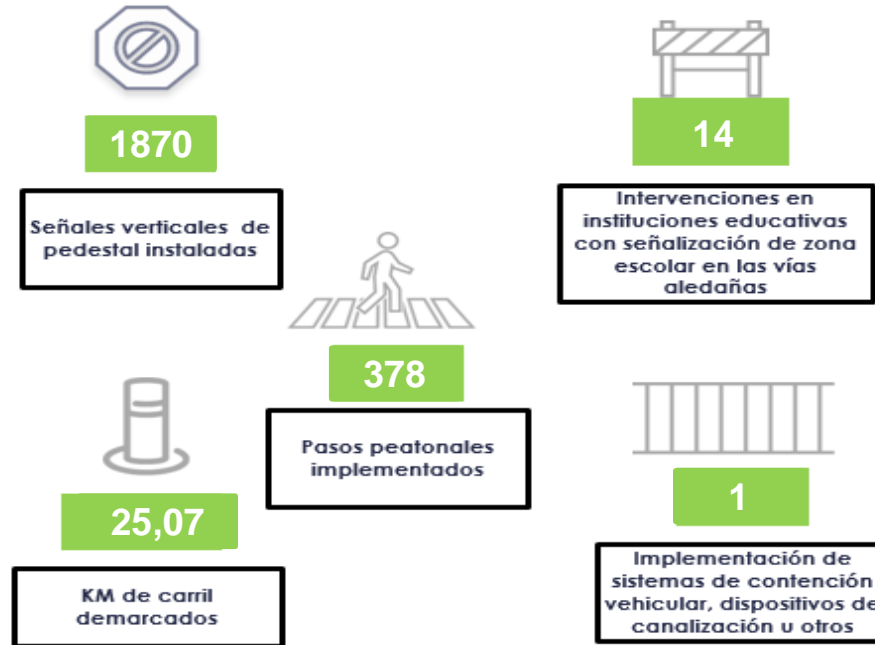 1870
Señales verticales de
pedestal instaladas
14
Intervenciones en
instituciones educativas
con señalización de zona
escolar en las vías
aledañas
378
Pasos peatonales
implementados
25,07
KM de carril
demarcados
1
Implementación de
sistemas de contención
vehicular, dispositivos de
canalización u otros